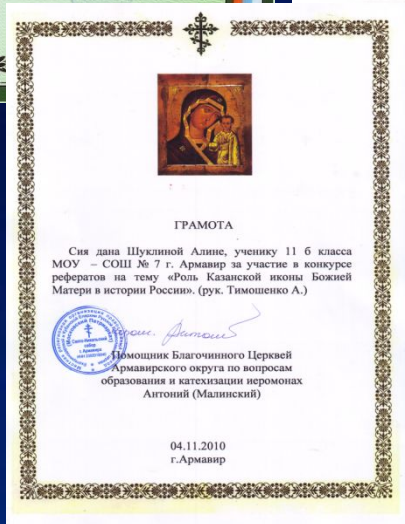 ГРАМОТА
Сия дана Шуклиной Алине, ученику 11 б класса
МОУ – СОШ № 7 г. Армавир за участие в конкурсе
рефератов на тему «Роль Казанской иконы Божией
Матери в истории России». (рук. Тимошенко А.)
Помощник Благочинного Церквей
Армавирского округа по вопросам
образования и катехизации иеромонах
Антоний (Малинский)
04.11.2010
г.Армавир